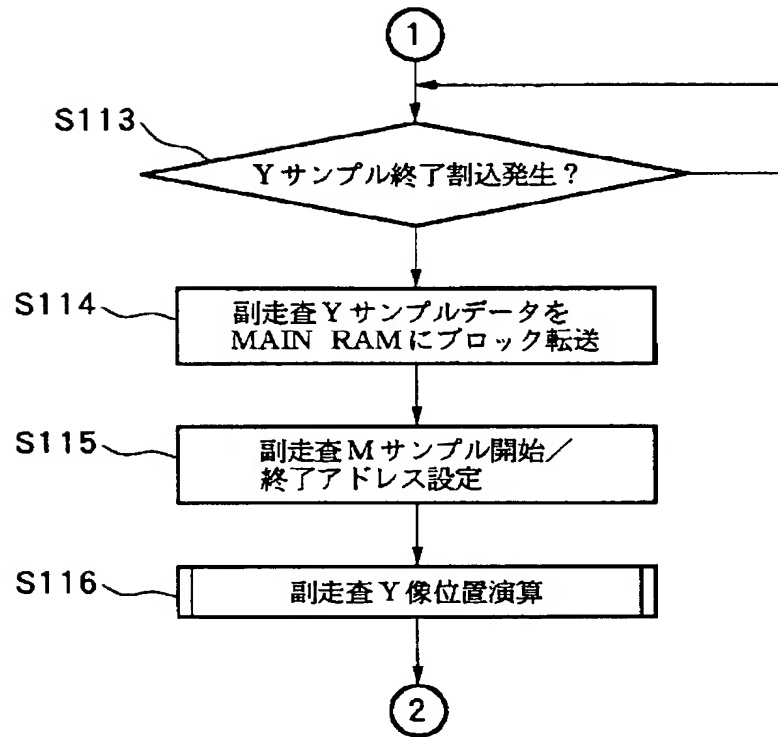 1
S113
Yサンプル終了割込発生？
S114
副走査Yサンプルデータを
MAIN RAMにブロック転送
S115
副走査Mサンプル開始／
終了アドレス設定
S116
副走査Y像位置演算
2